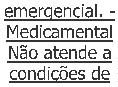 emergencial. -
Medicamental
Não atende a
condições de